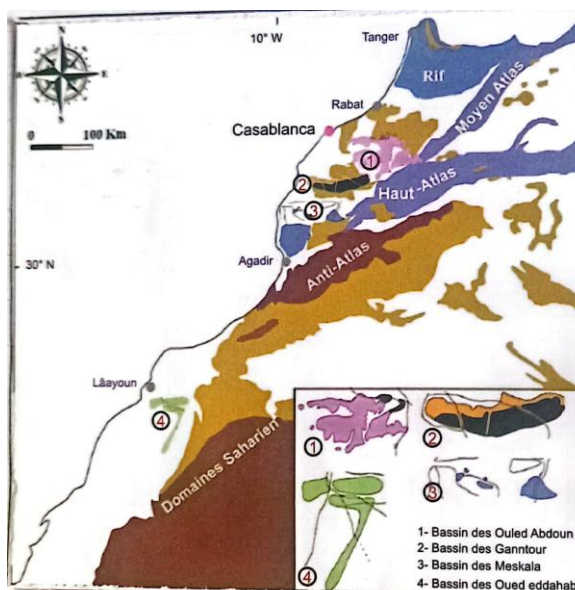 N
E
S
0 100 Km
10° W
Tanger
Rif
Rabat
Moyen Atlas
Casablanca
1
2
Haut-Atlas
3
30° N
Agadir
Anti-Atlas
Lâayoun
4
Domaines Saharien
1
2
3
4
1- Bassin des Ouled Abdoun
2- Bassin des Ganntour
3- Bassin des Meskala
4- Bassin des Oued eddahab